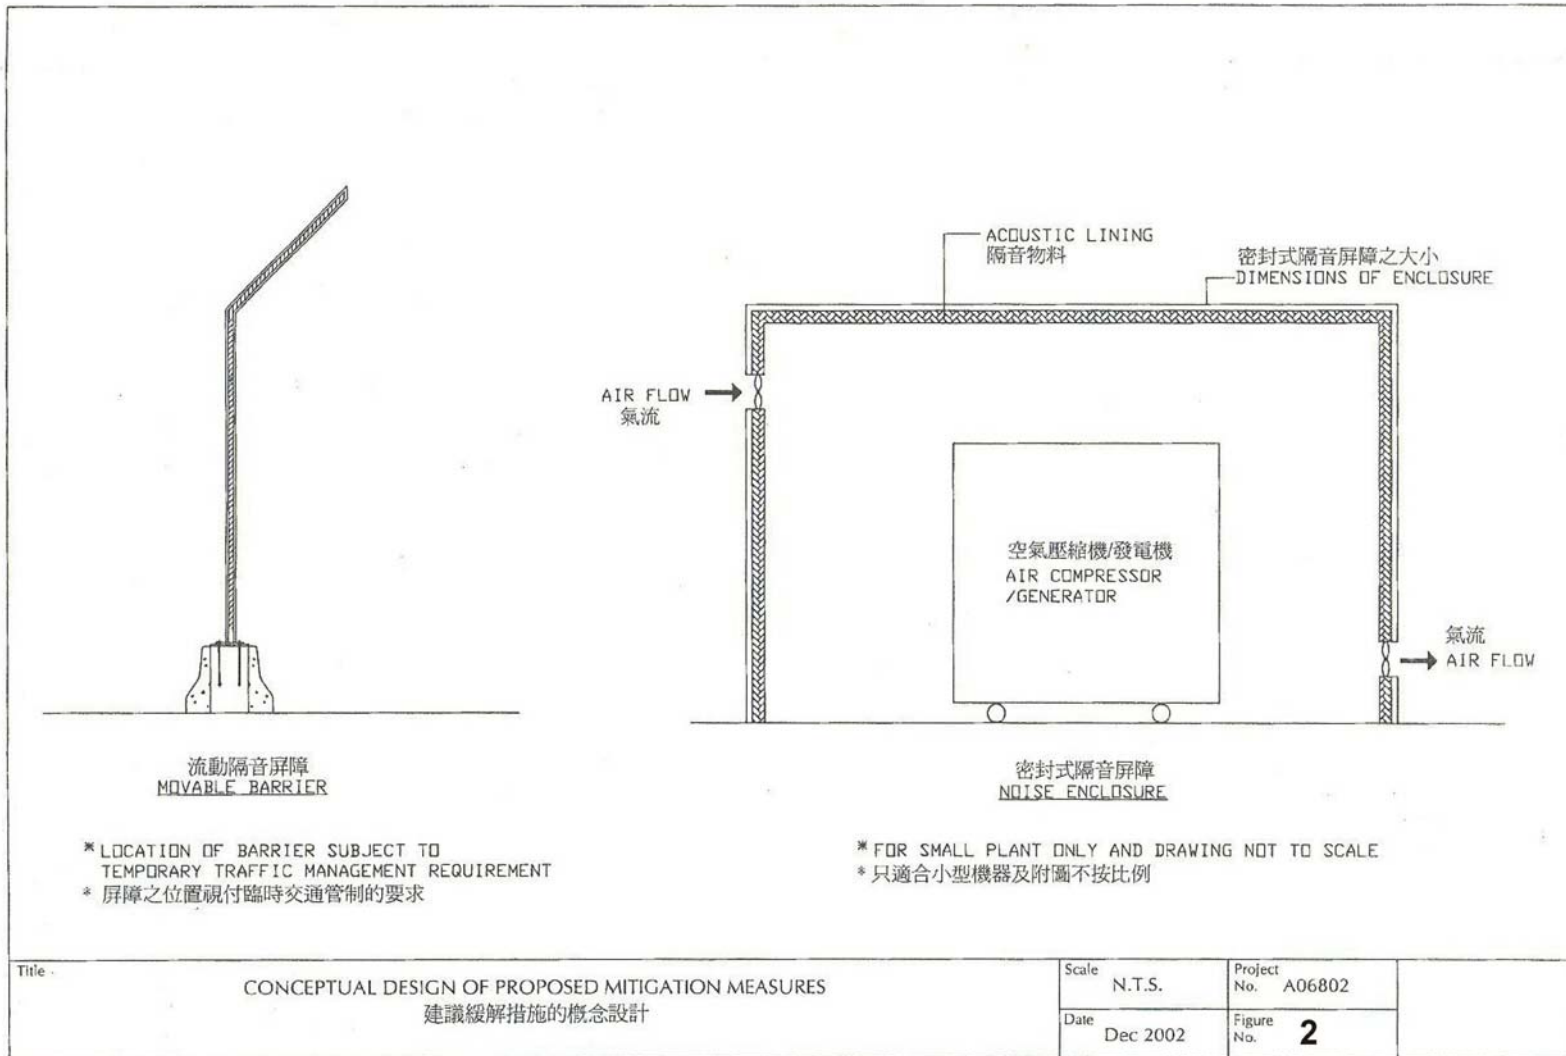 ACOUSTIC LINING
隔音物料
密封式隔音屏障之大小
DIMENSIONS OF ENCLOSURE
AIR FLOW
氣流
空氣壓縮機/發電機
AIR COMPRESSOR
/GENERATOR
氣流
AIR FLOW
流動隔音屏障
MOVABLE BARRIER
密封式隔音屏障
NOISE ENCLOSURE
* LOCATION OF BARRIER SUBJECT TO
TEMPORARY TRAFFIC MANAGEMENT REQUIREMENT
* 屏障之位置視付臨時交通管制的要求
* FOR SMALL PLANT ONLY AND DRAWING NOT TO SCALE
* 只適合小型機器及附圖不按比例
Title
CONCEPTUAL DESIGN OF PROPOSED MITIGATION MEASURES
建議緩解措施的概念設計
Scale
N.T.S.
Project
No. A06802
Date
Dec 2002
Figure
No. 2